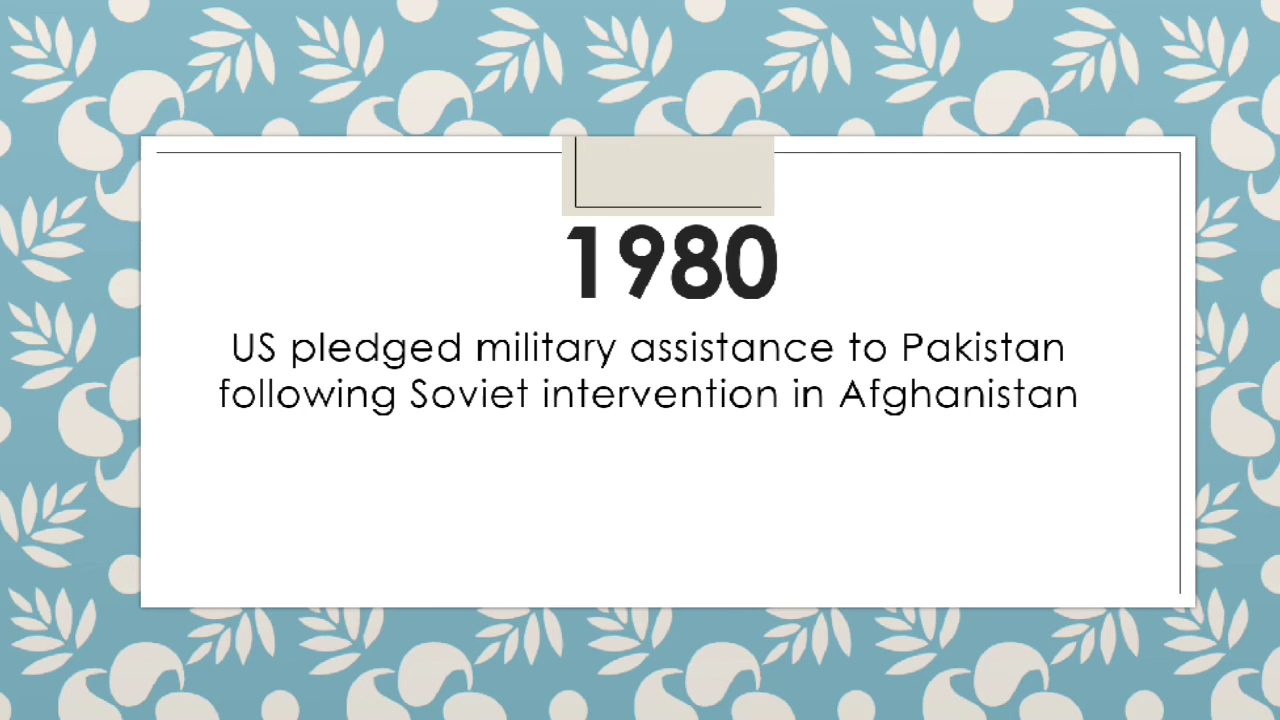 1980
US pledged military assistance to Pakistan
following Soviet intervention in Afghanistan